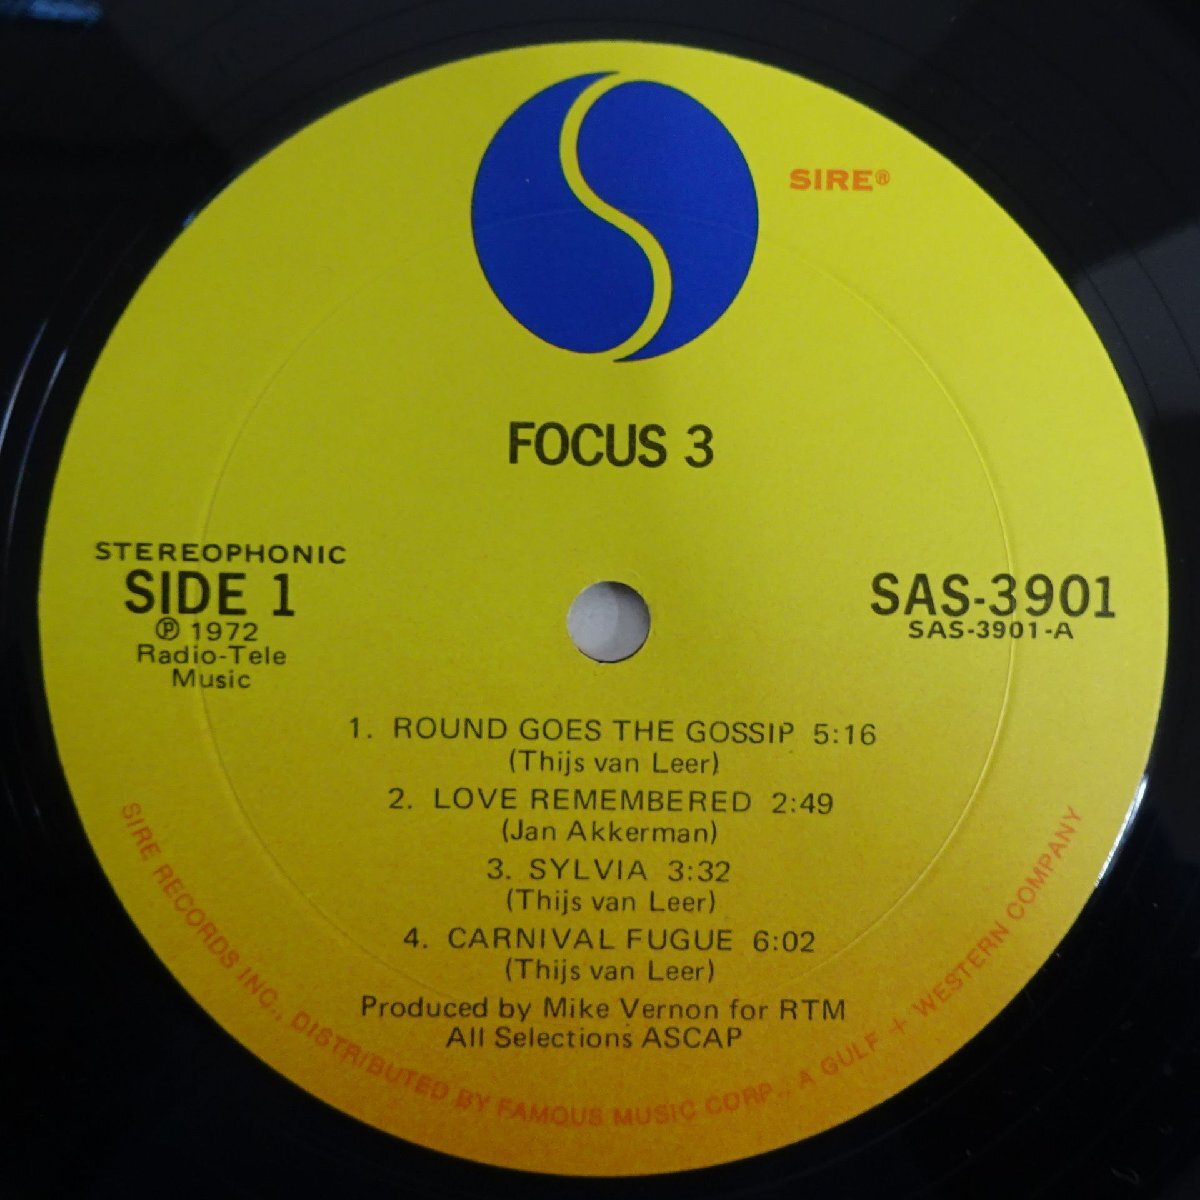 SIRE®
FOCUS 3
STEREOPHONIC
SIDE 1
℗ 1972
Radio-Tele
Music
SAS-3901
SAS-3901-A
1. ROUND GOES THE GOSSIP 5:16
(Thijs van Leer)
2. LOVE REMEMBERED 2:49
(Jan Akkerman)
3. SYLVIA 3:32
(Thijs van Leer)
4. CARNIVAL FUGUE 6:02
(Thijs van Leer)
Produced by Mike Vernon for RTM
All Selections ASCAP
SIRE RECORDS INC., DISTRIBUTED BY FAMOUS MUSIC CORP., A GULF + WESTERN COMPANY